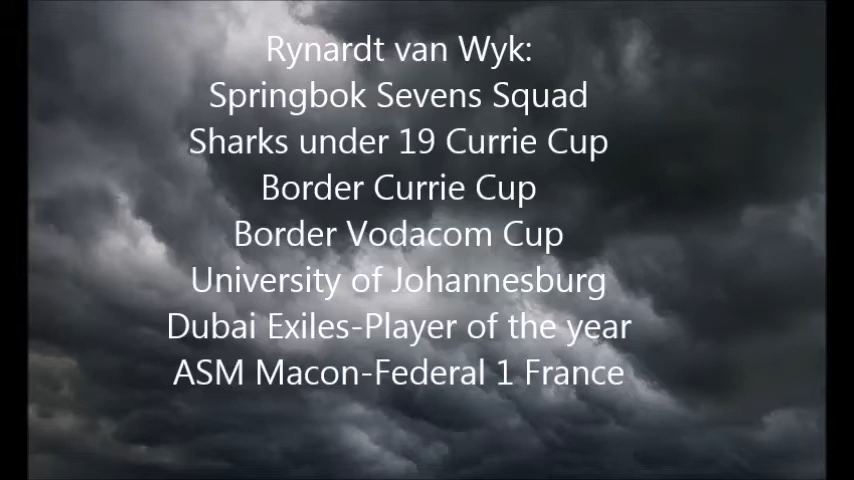 Rynardt van Wyk:
Springbok Sevens Squad
Sharks under 19 Currie Cup
Border Currie Cup
Border Vodacom Cup
University of Johannesburg
Dubai Exiles-Player of the year
ASM Macon-Federal 1 France